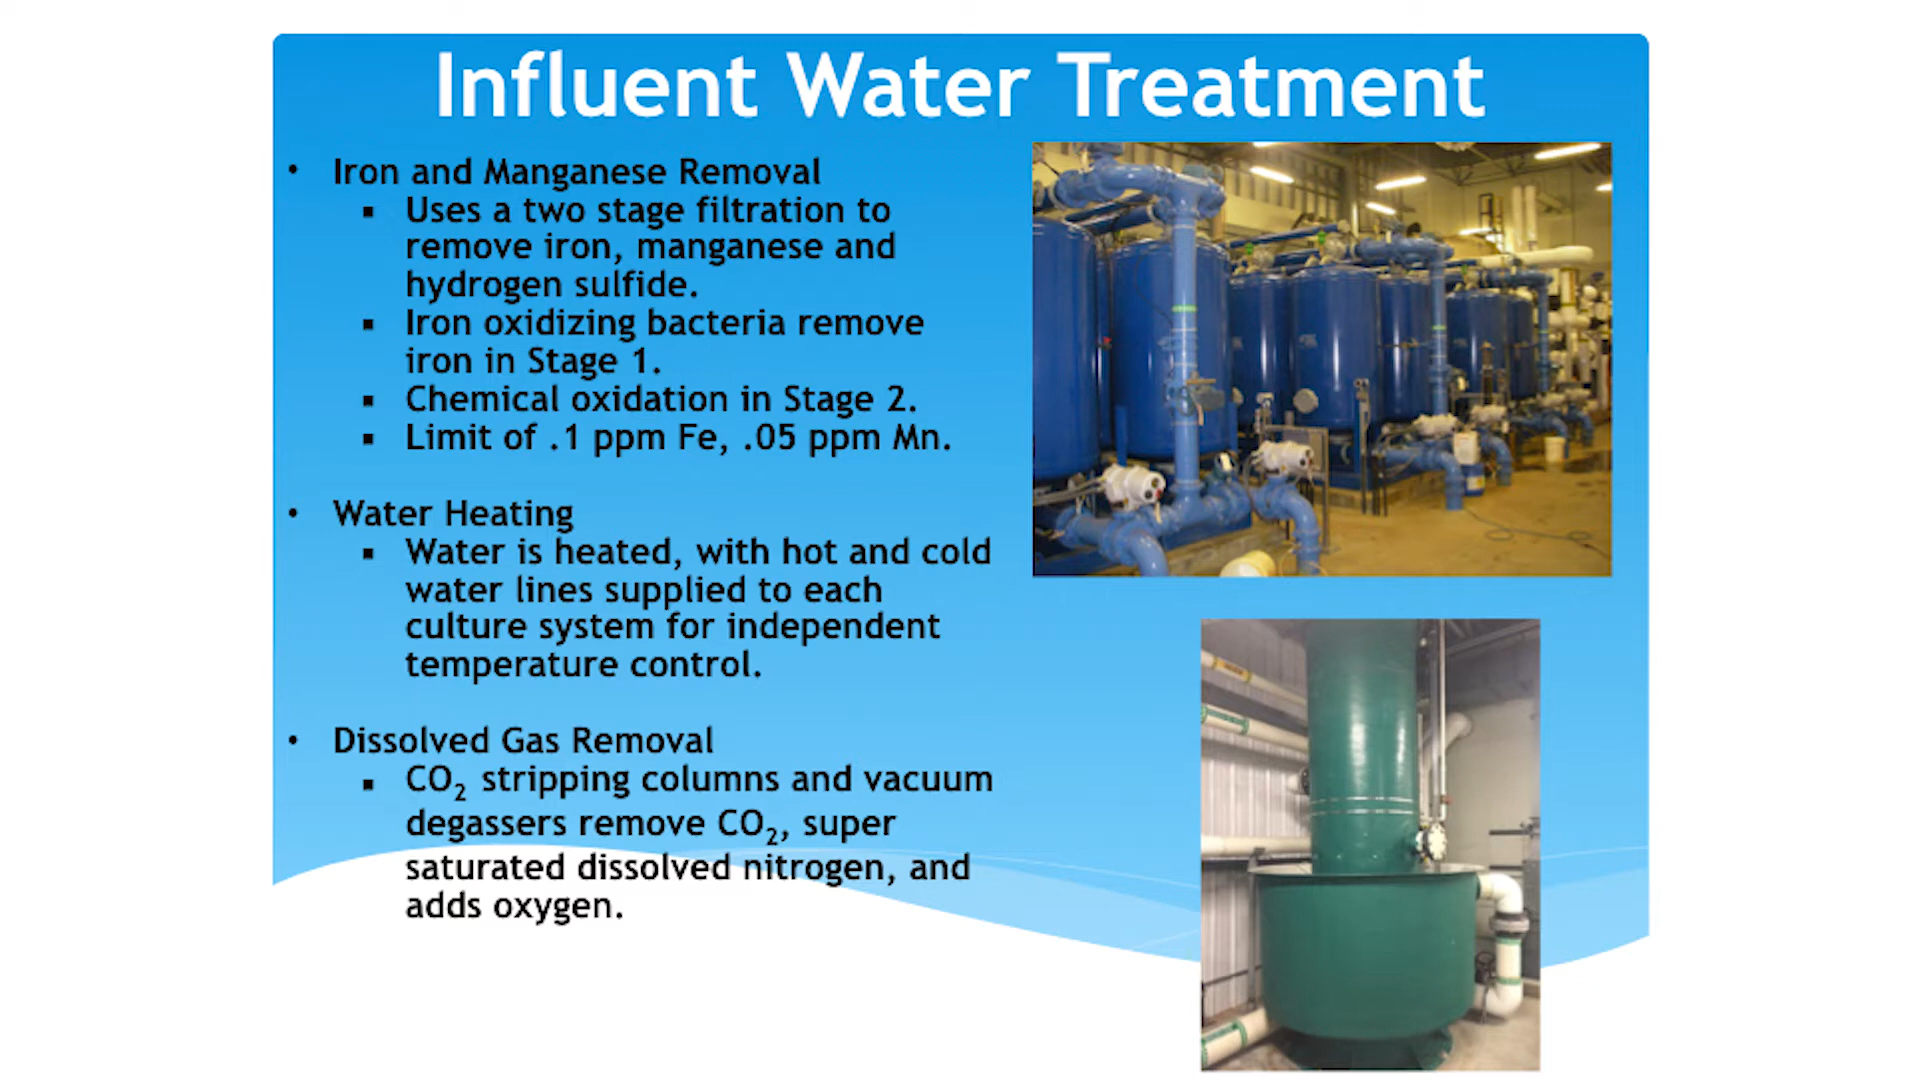 Influent Water Treatment
• Iron and Manganese Removal
▪ Uses a two stage filtration to
remove iron, manganese and
hydrogen sulfide.
▪ Iron oxidizing bacteria remove
iron in Stage 1.
▪ Chemical oxidation in Stage 2.
▪ Limit of .1 ppm Fe, .05 ppm Mn.
• Water Heating
▪ Water is heated, with hot and cold
water lines supplied to each
culture system for independent
temperature control.
• Dissolved Gas Removal
▪ CO₂ stripping columns and vacuum
degassers remove CO₂, super
saturated dissolved nitrogen, and
adds oxygen.